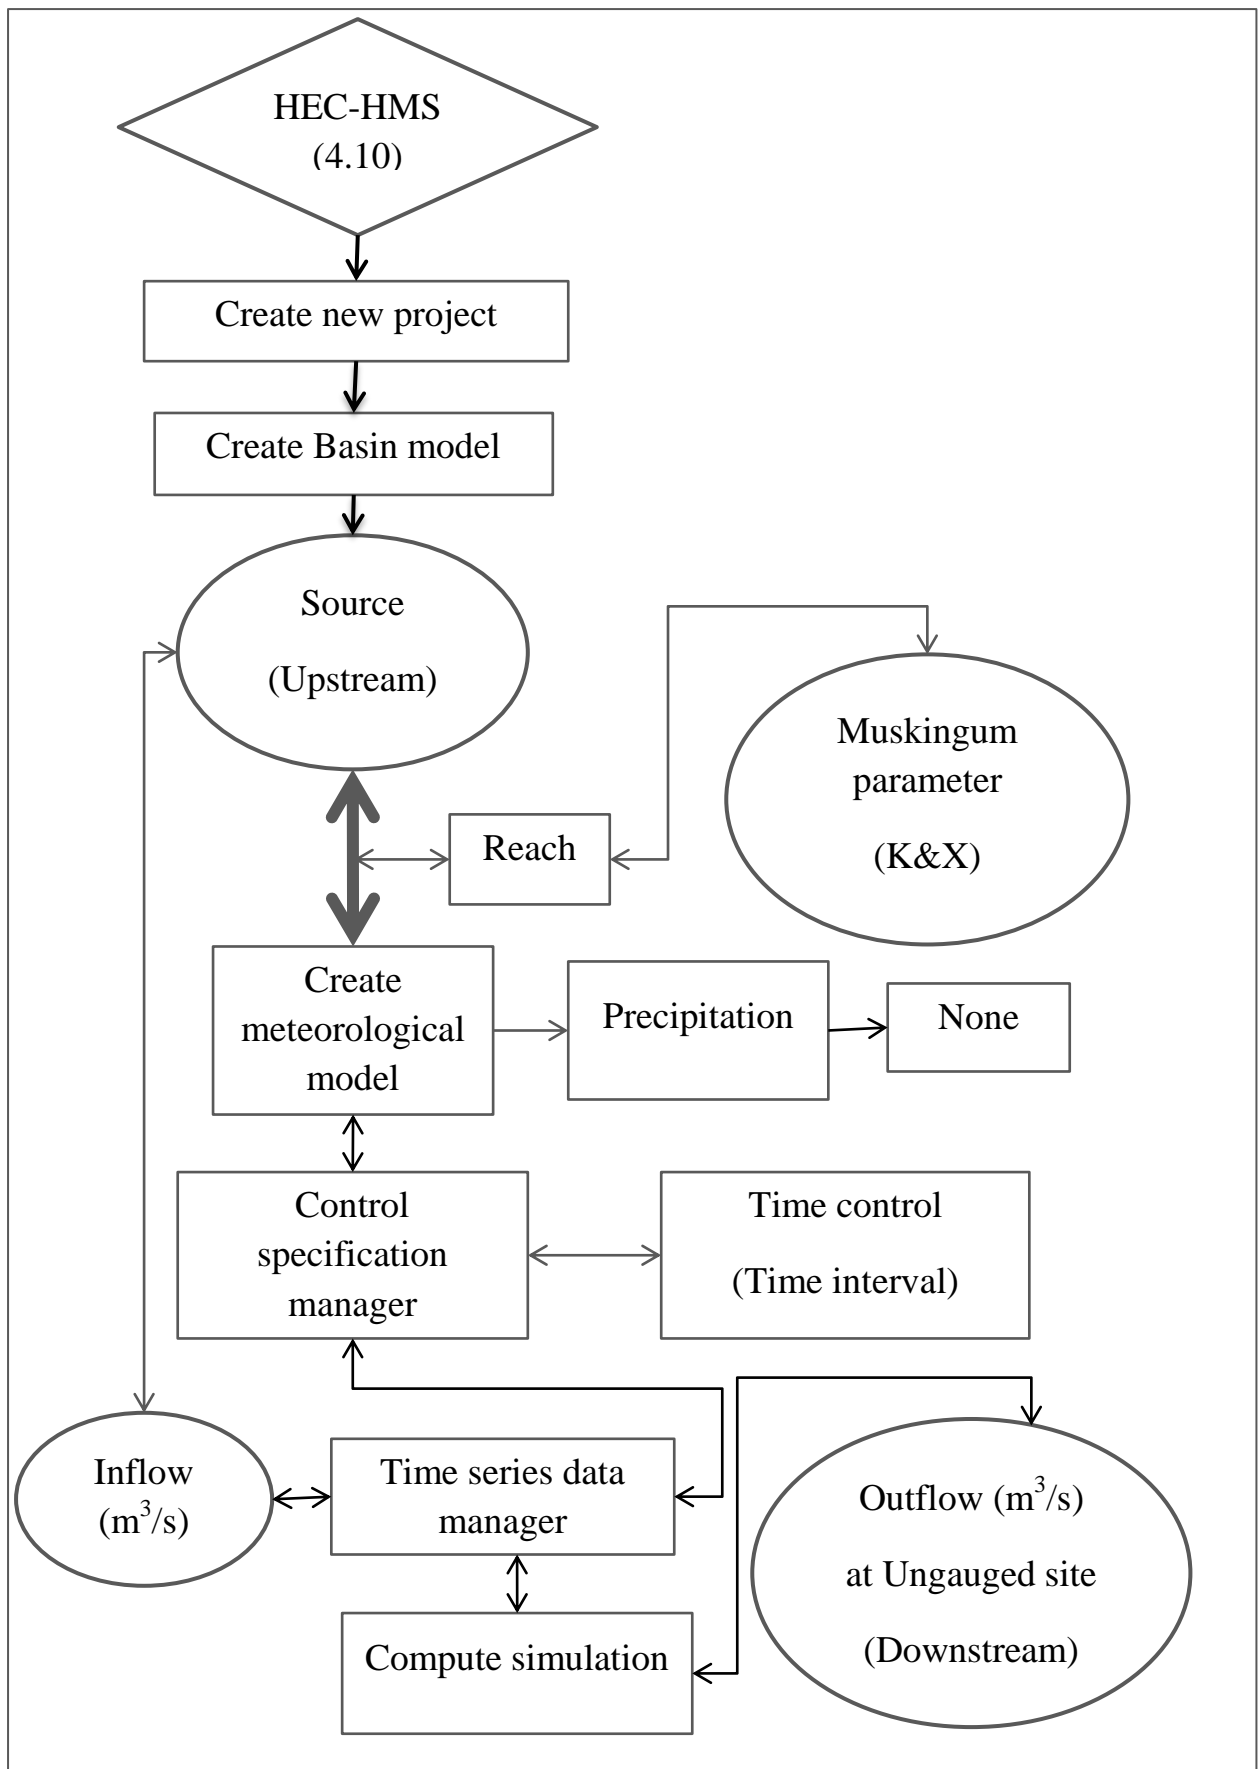 HEC-HMS
(4.10)
Create new project
Create Basin model
Source
(Upstream)
Muskingum
parameter
(K&X)
Reach
Create
meteorological
model
Precipitation
None
Control
specification
manager
Time control
(Time interval)
Inflow
(m³/s)
Time series data
manager
Outflow (m³/s)
at Ungauged site
(Downstream)
Compute simulation